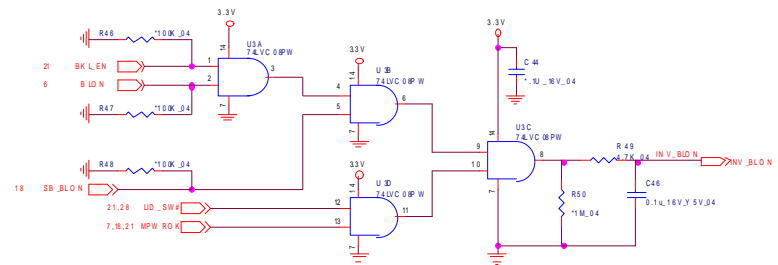 R46 *100K_04
3.3V
14
U3A
74LVC08PW
21 BKL_EN
1
3
6 BLON
2
7
R47 *100K_04
3.3V
14
U3B
74LVC08PW
4
6
5
7
R48 *100K_04
18 SB_BLON
3.3V
14
U3D
74LVC08PW
21,28 LID_SW#
12
11
7,18,21 MPWROK
13
7
3.3V
C44
*.1U_16V_04
14
U3C
74LVC08PW
9
8
10
7
R49
4.7K_04
INV_BLON
INV_BLON
R50
*1M_04
C46
0.1u_16V_Y5V_04